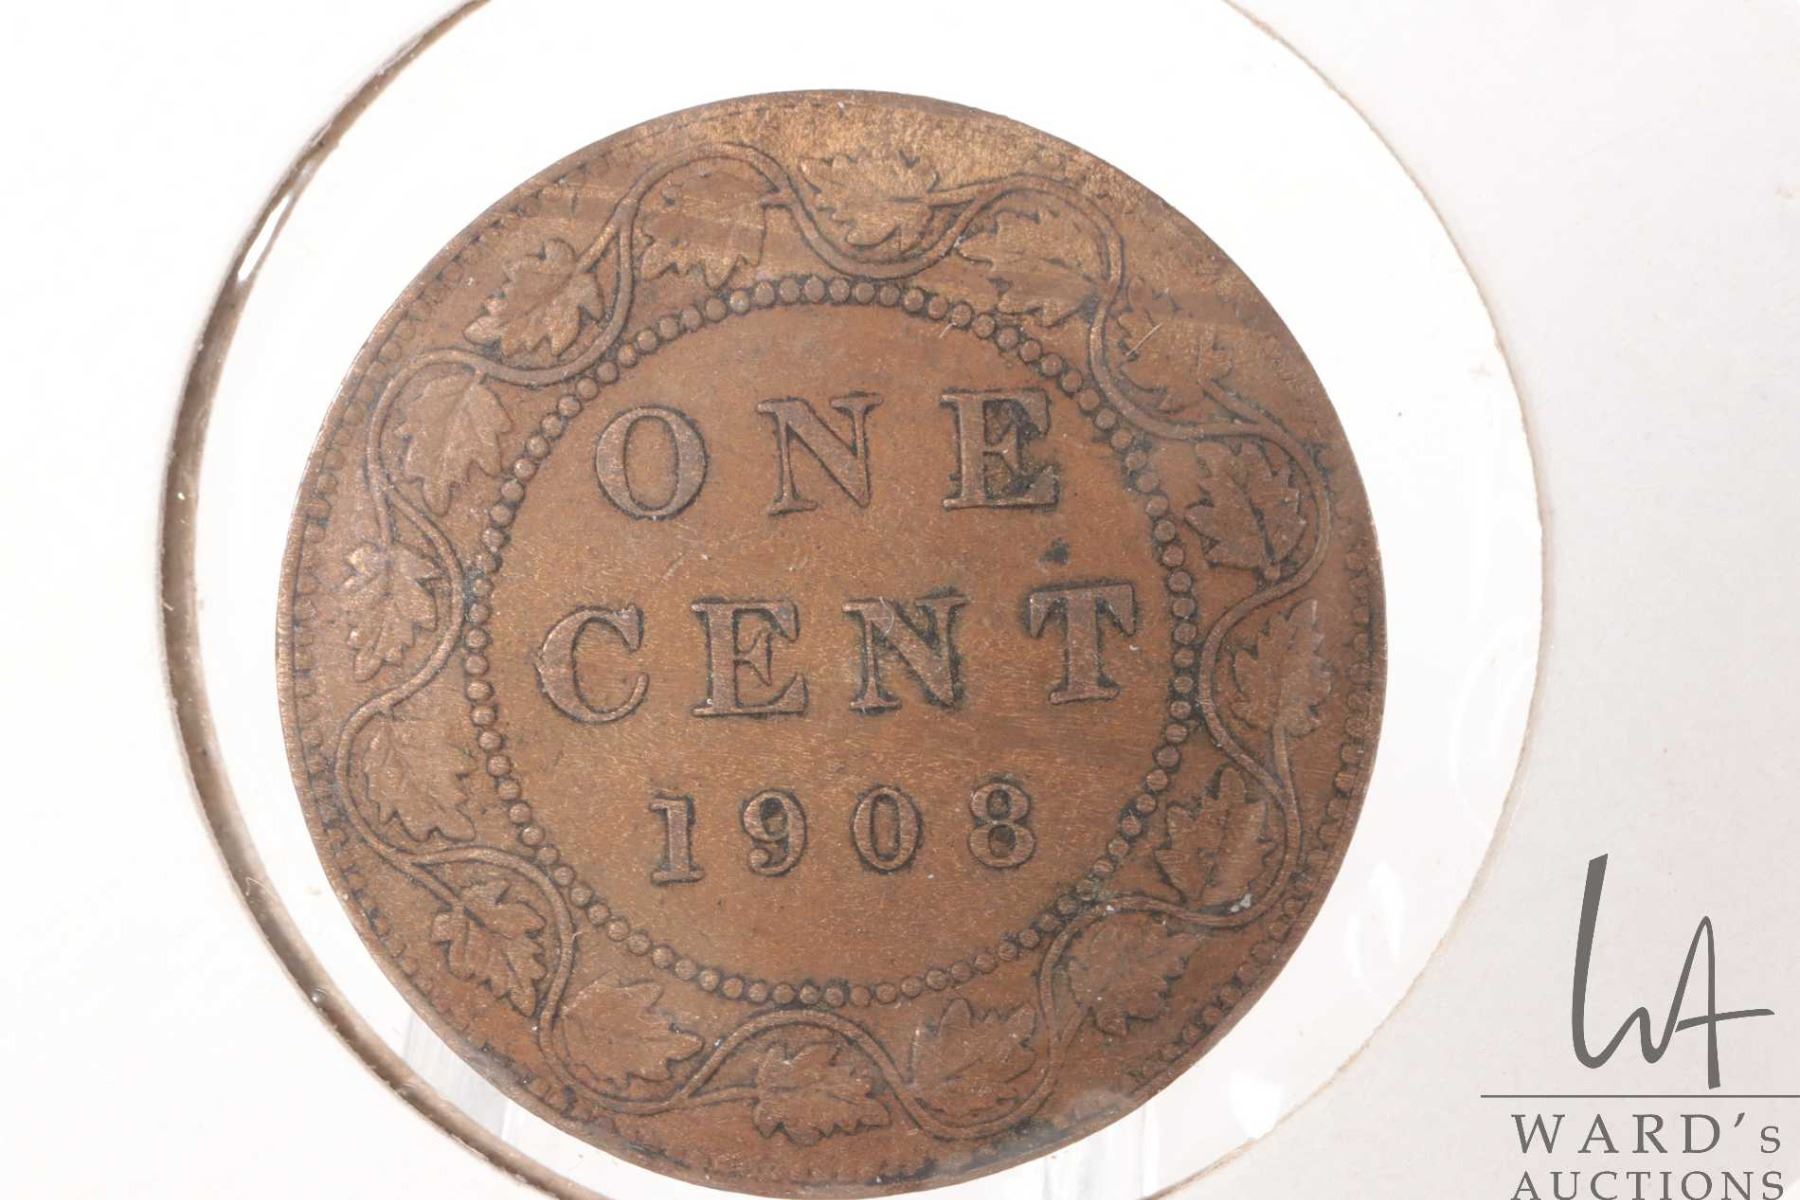 ONE
CENT
1908
WARD's
AUCTIONS